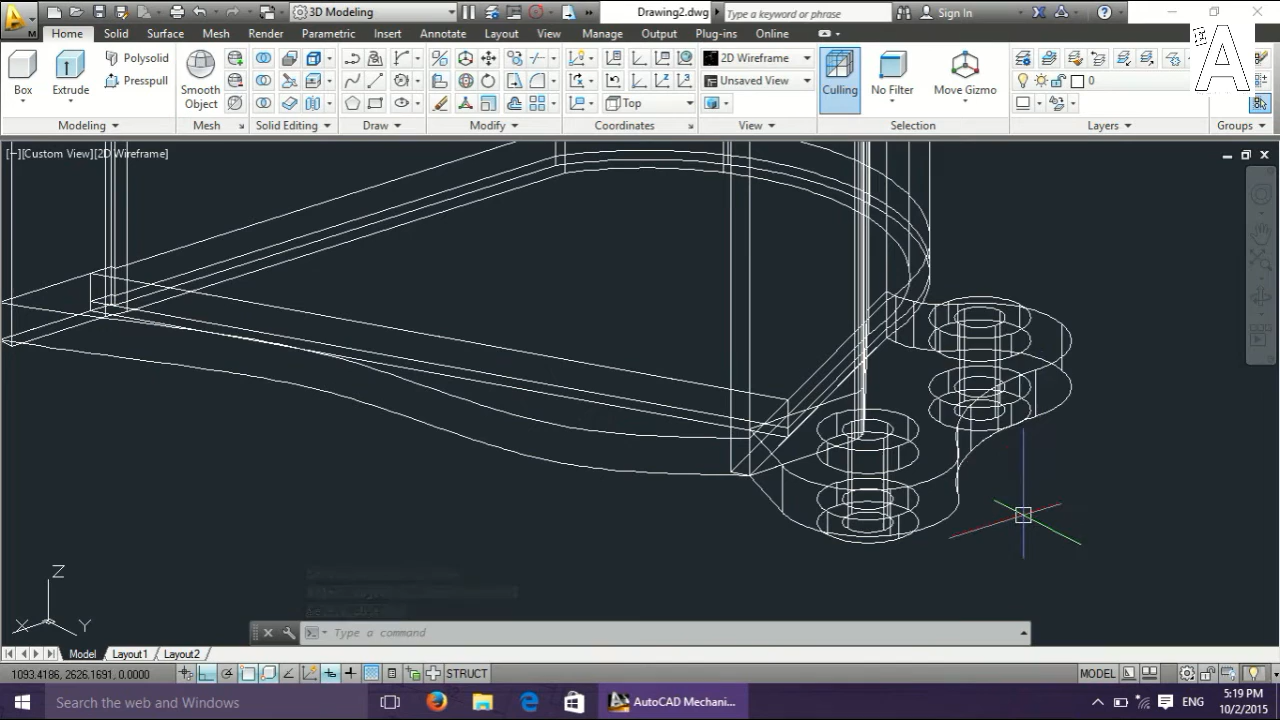 3D Modeling
Drawing2.dwg
Type a keyword or phrase
Sign In
M
Home Solid Surface Mesh Render Parametric Insert Annotate Layout View Manage Output Plug-ins Online
A
Box
Extrude
Polysolid
Presspull
Smooth
Object
2D Wireframe
Unsaved View
Top
Culling
No Filter
Move Gizmo
0
Modeling Mesh Solid Editing Draw Modify Coordinates View Selection Layers Groups
[−][Custom View][2D Wireframe]
Z
X Y
Type a command
Model Layout1 Layout2
1093.4186, 2626.1691, 0.0000
STRUCT
MODEL
Search the web and Windows
AutoCAD Mechani...
ENG
5:19 PM
10/2/2015